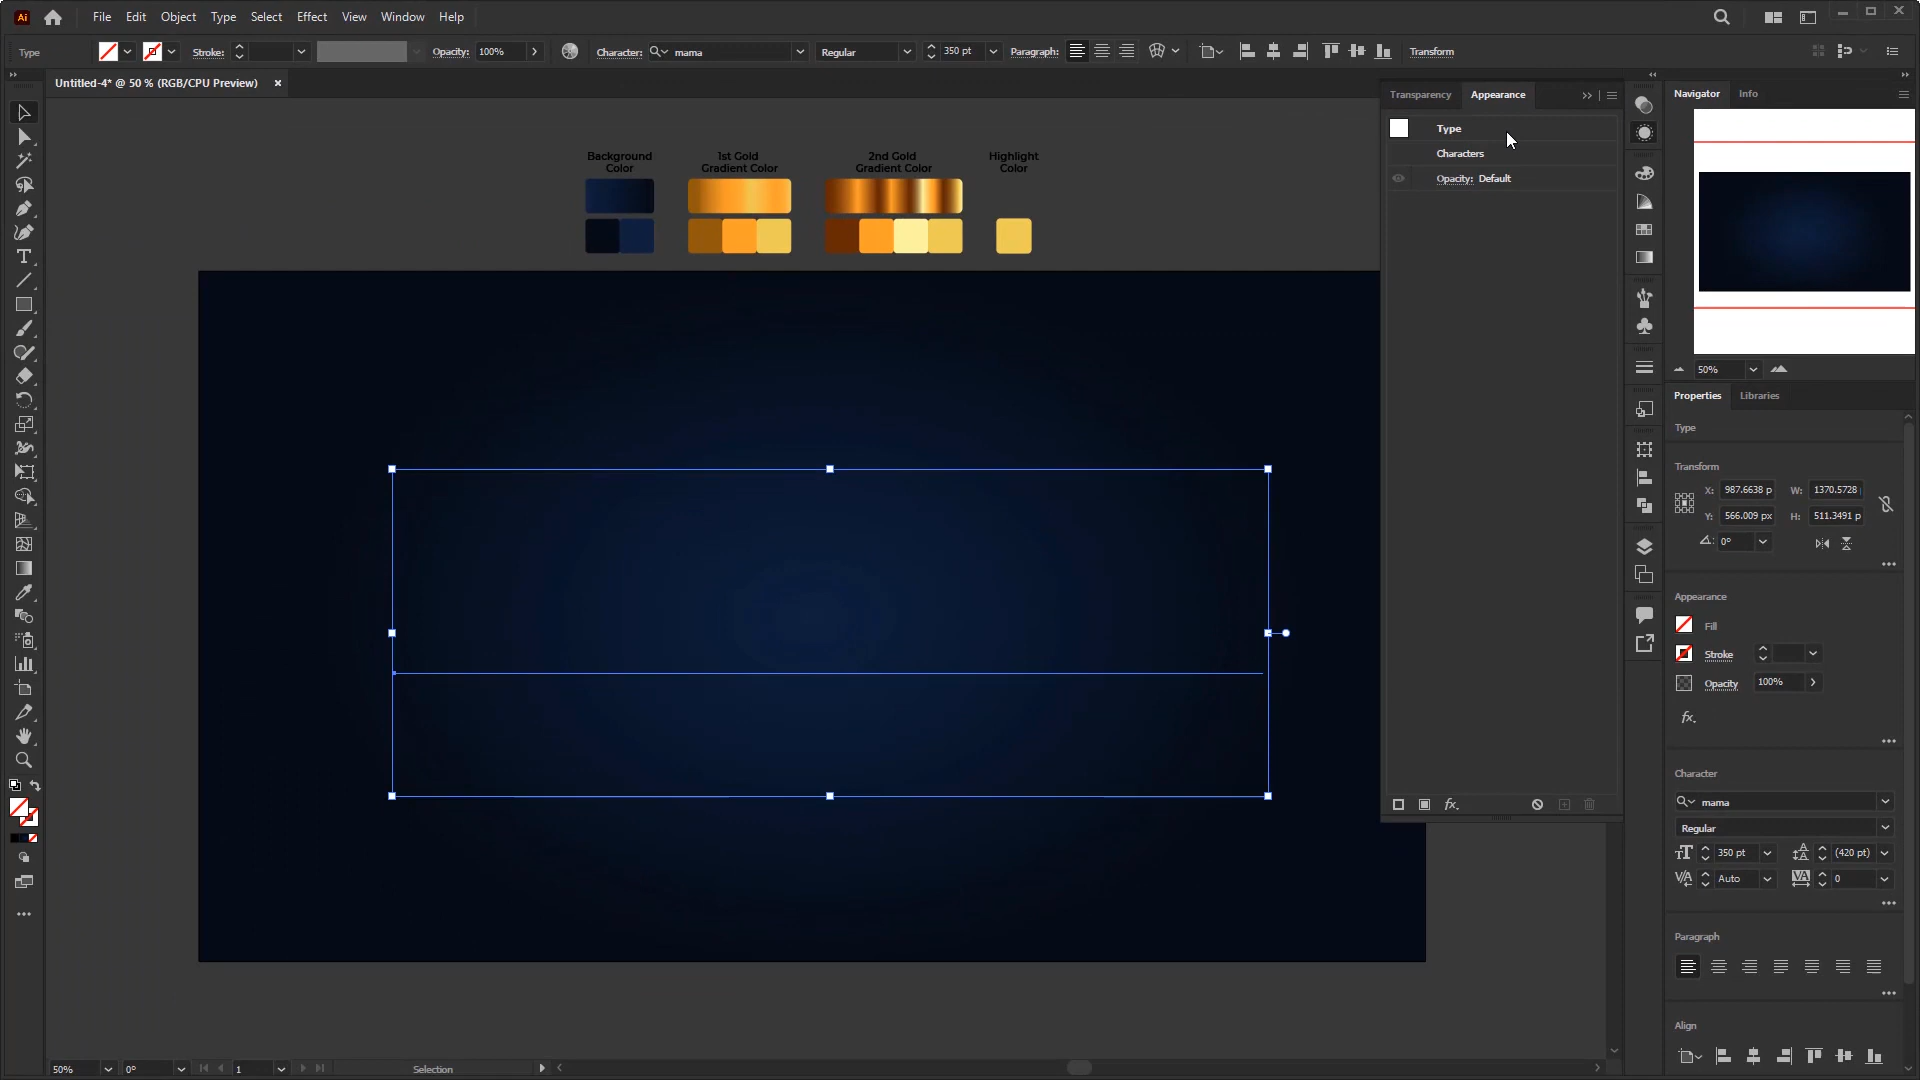 Ai File Edit Object Type Select Effect View Window Help
Type Stroke: Opacity: 100% Character: mama Regular 350 pt Paragraph: Transform
Untitled-4* @ 50 % (RGB/CPU Preview) ×
Background Color
1st Gold Gradient Color
2nd Gold Gradient Color
Highlight Color
Transparency Appearance
Type
Characters
Opacity: Default
fx.
Navigator Info
50%
Properties Libraries
Type
Transform
X: 987.6638 p W: 1370.5728
Y: 566.009 px H: 511.3491 p
0°
Appearance
Fill
Stroke
Opacity 100%
fx.
Character
mama
Regular
350 pt (420 pt)
Auto 0
Paragraph
Align
50% 0° 1 Selection